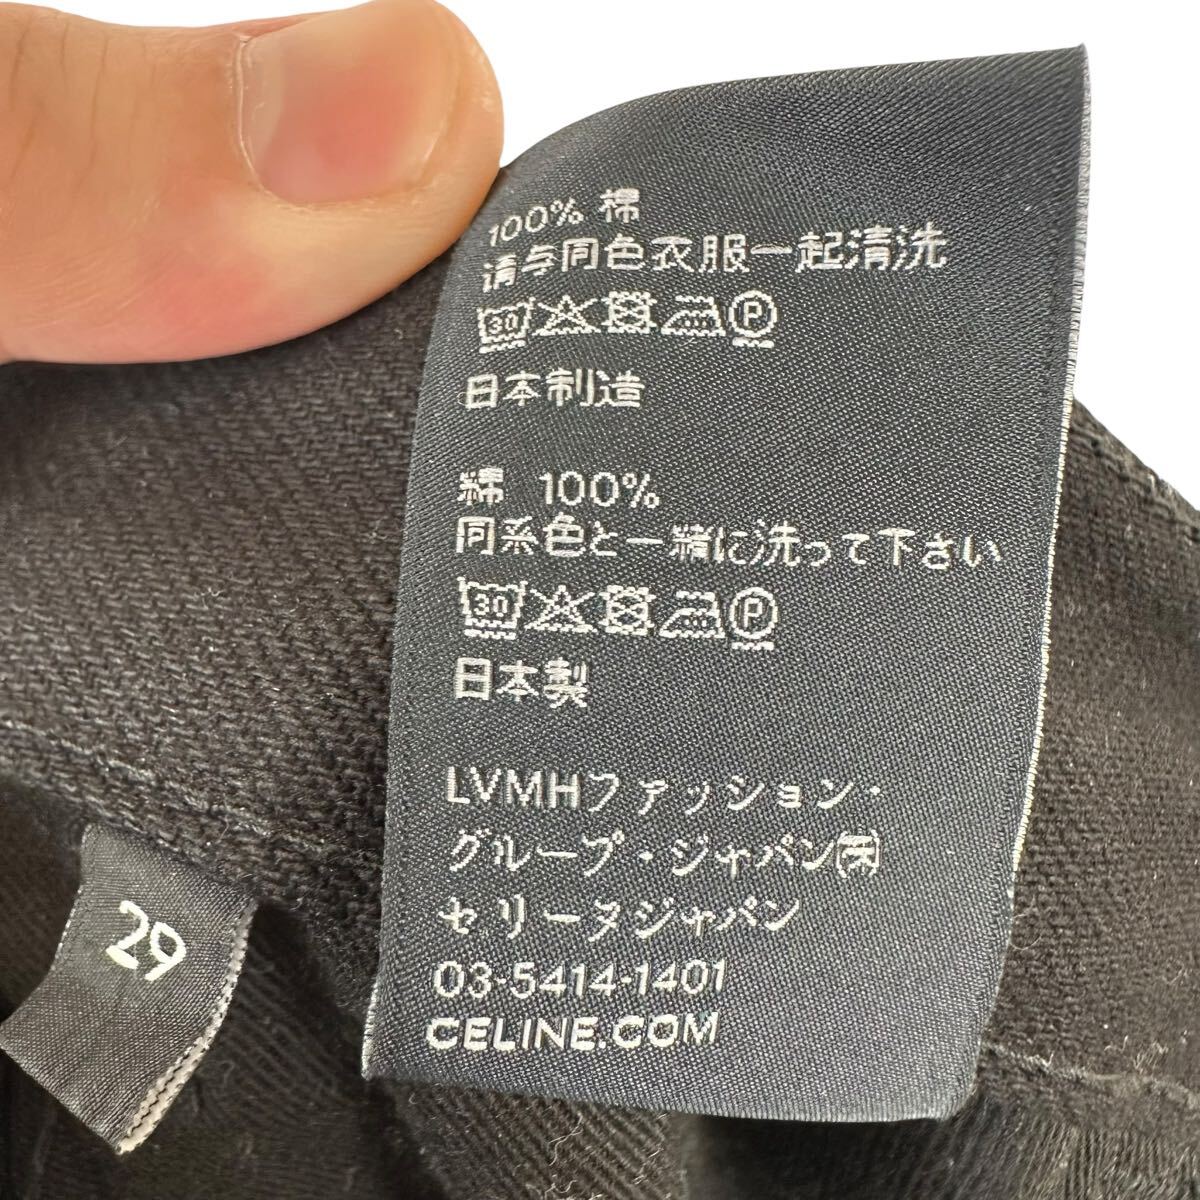 100% 棉
请与同色衣服一起清洗
30 P
日本制造
綿 100%
同系色と一緒に洗って下さい
30 P
日本製
LVMHファッション・
グループ・ジャパン㈱
セリーヌジャパン
03-5414-1401
CELINE.COM
29